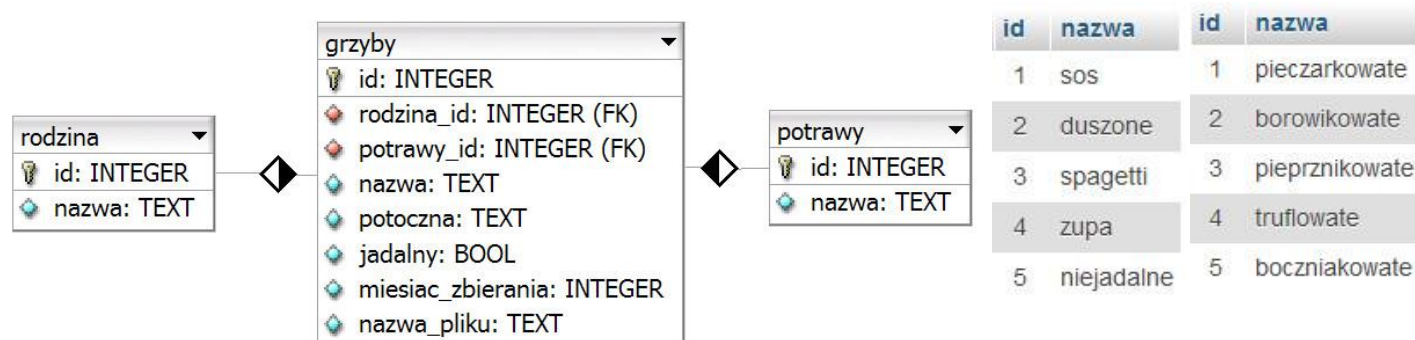 rodzina
id: INTEGER
nazwa: TEXT
grzyby
id: INTEGER
rodzina_id: INTEGER (FK)
potrawy_id: INTEGER (FK)
nazwa: TEXT
potoczna: TEXT
jadalny: BOOL
miesiac_zbierania: INTEGER
nazwa_pliku: TEXT
potrawy
id: INTEGER
nazwa: TEXT
id nazwa
1 sos
2 duszone
3 spagetti
4 zupa
5 niejadalne
id nazwa
1 pieczarkowate
2 borowikowate
3 pieprznikowate
4 truflowate
5 boczniakowate